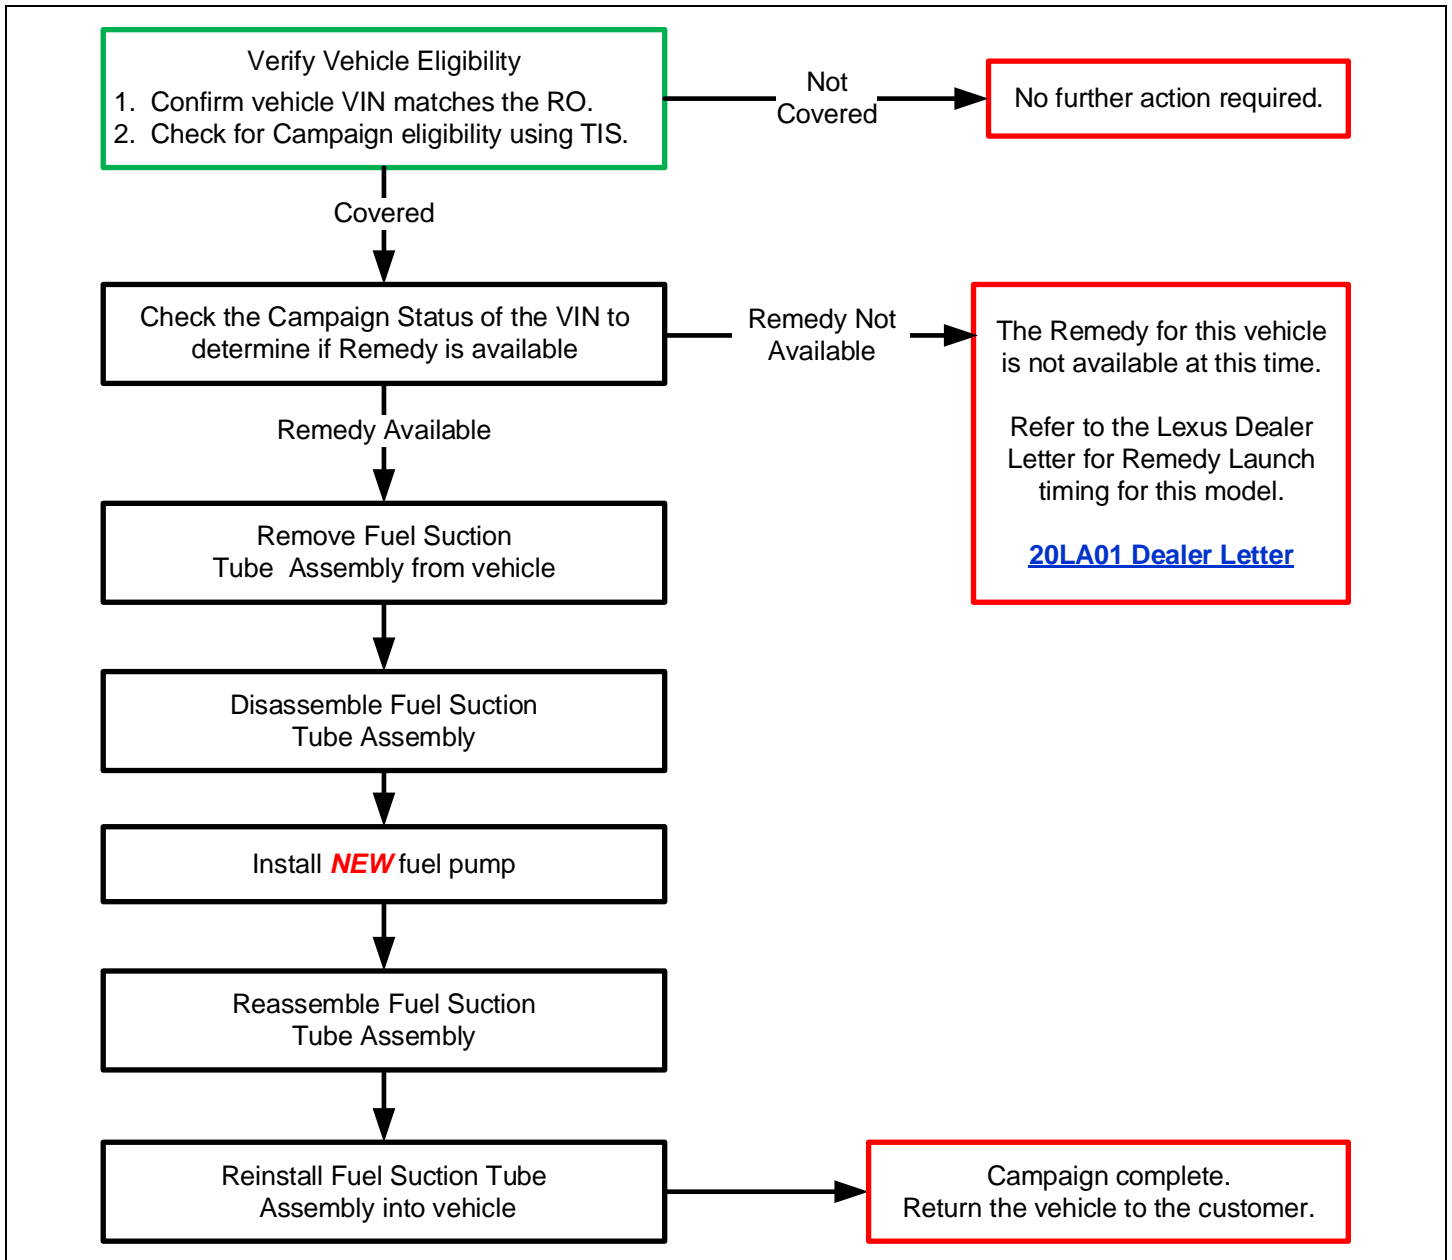 Verify Vehicle Eligibility
1. Confirm vehicle VIN matches the RO.
2. Check for Campaign eligibility using TIS.
Not
Covered
No further action required.
Covered
Check the Campaign Status of the VIN to
determine if Remedy is available
Remedy Not
Available
The Remedy for this vehicle
is not available at this time.
Refer to the Lexus Dealer
Letter for Remedy Launch
timing for this model.
20LA01 Dealer Letter
Remedy Available
Remove Fuel Suction
Tube Assembly from vehicle
Disassemble Fuel Suction
Tube Assembly
Install NEW fuel pump
Reassemble Fuel Suction
Tube Assembly
Reinstall Fuel Suction Tube
Assembly into vehicle
Campaign complete.
Return the vehicle to the customer.